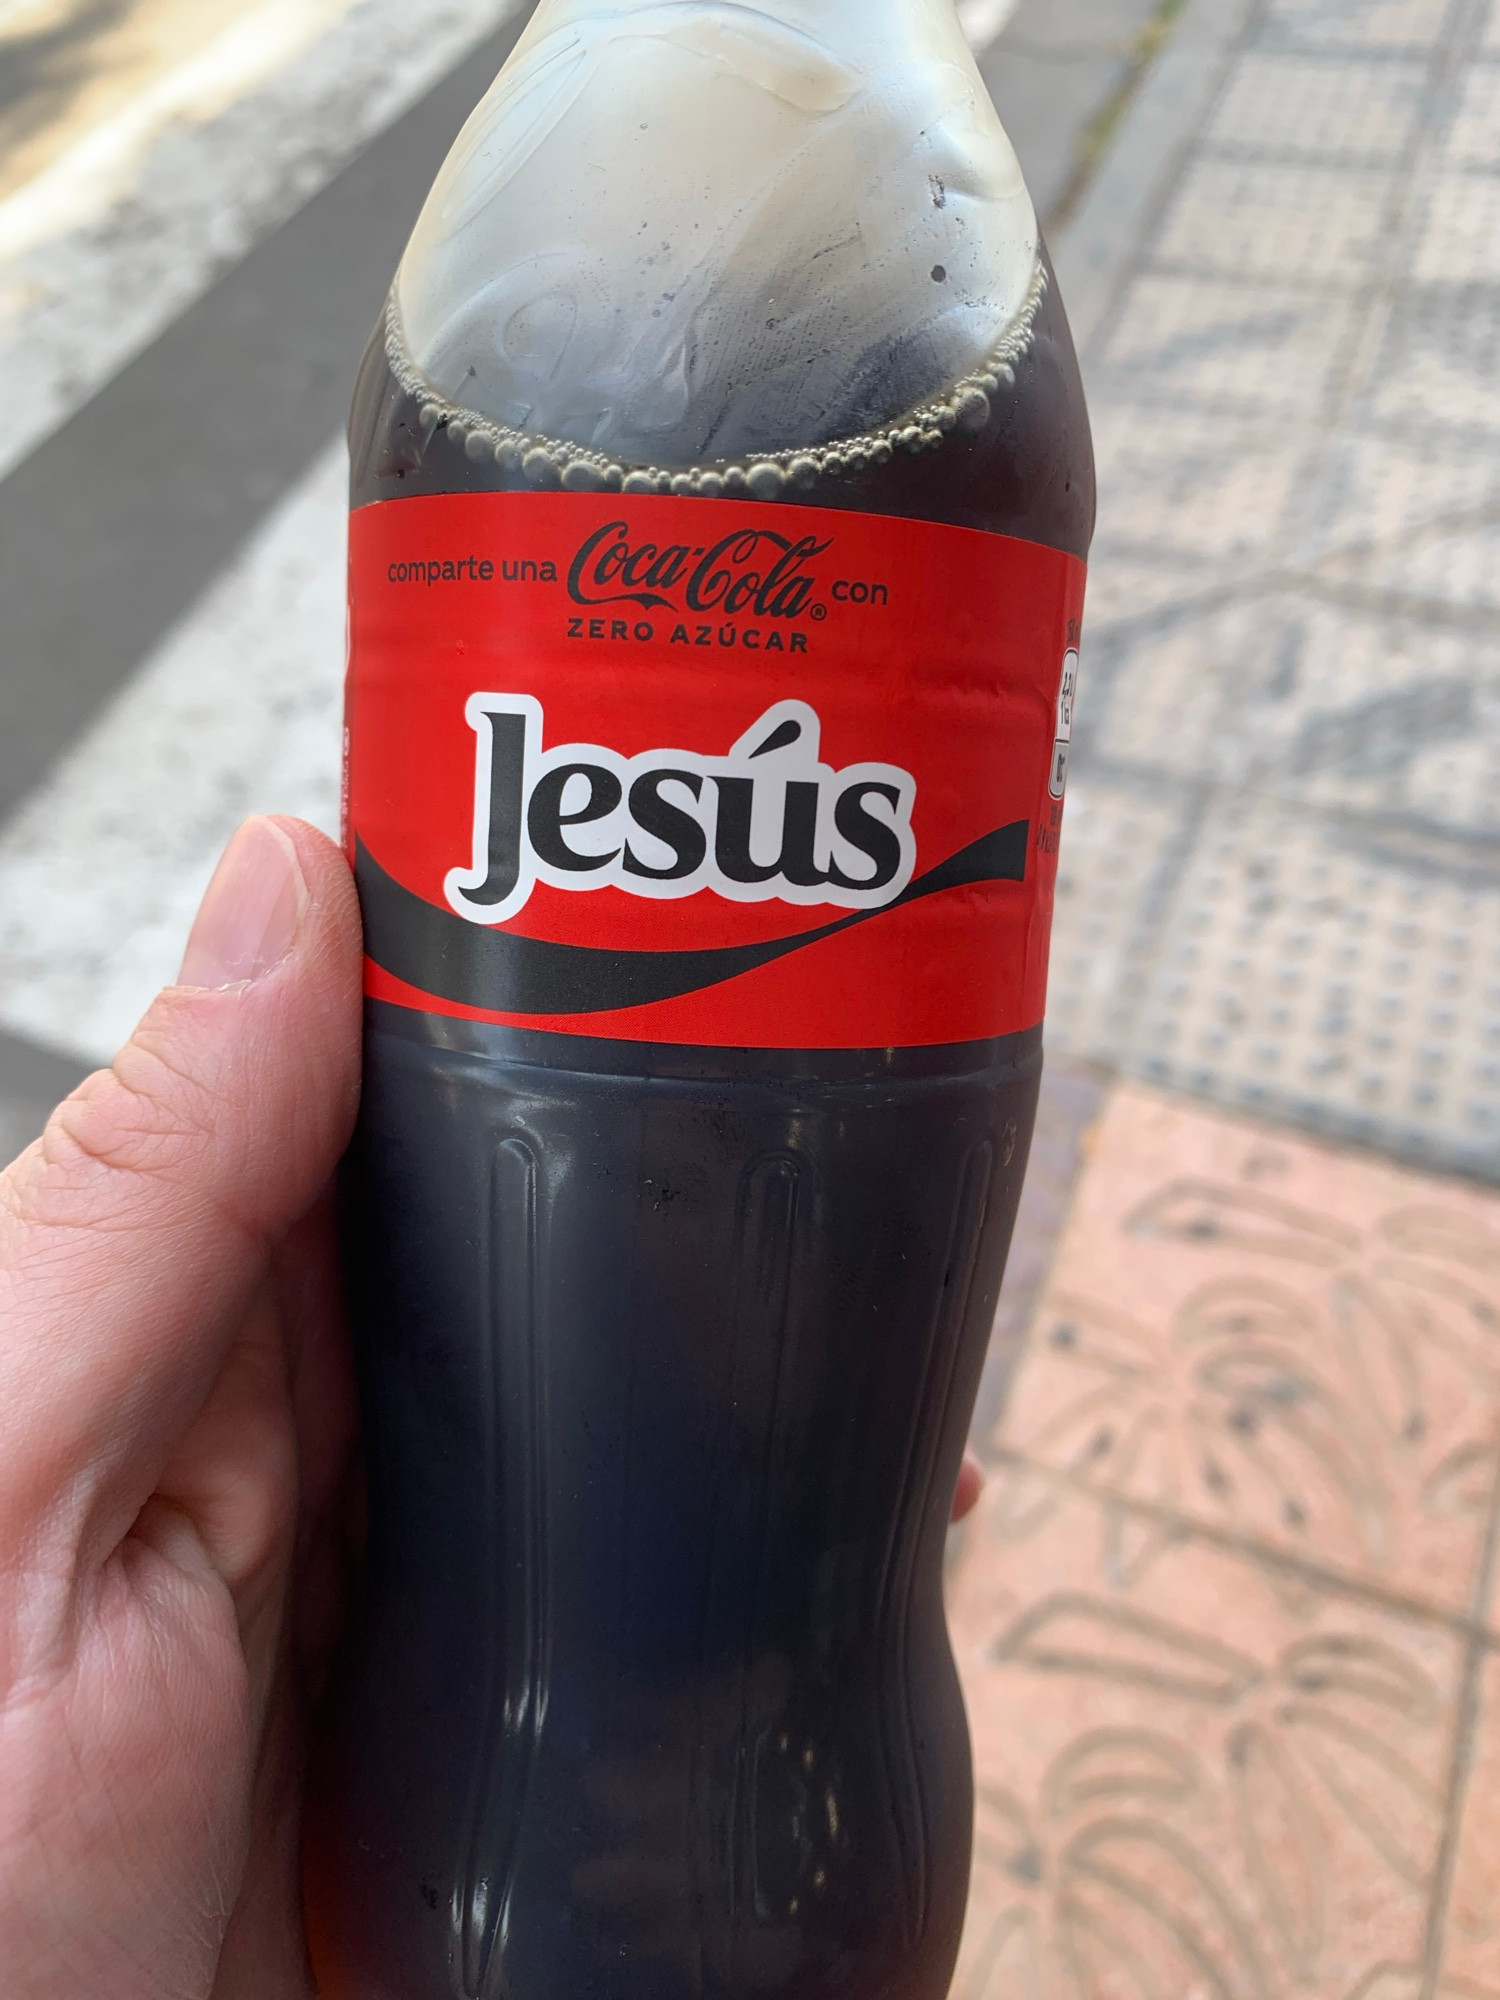 comparte una Coca-Cola® con
ZERO AZÚCAR
Jesús